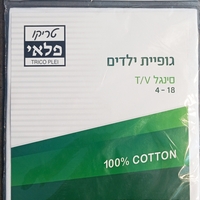 טריקו
פלאי
TRICO PLEI
גופיית ילדים
סינגל T/V
4 - 18
100% COTTON